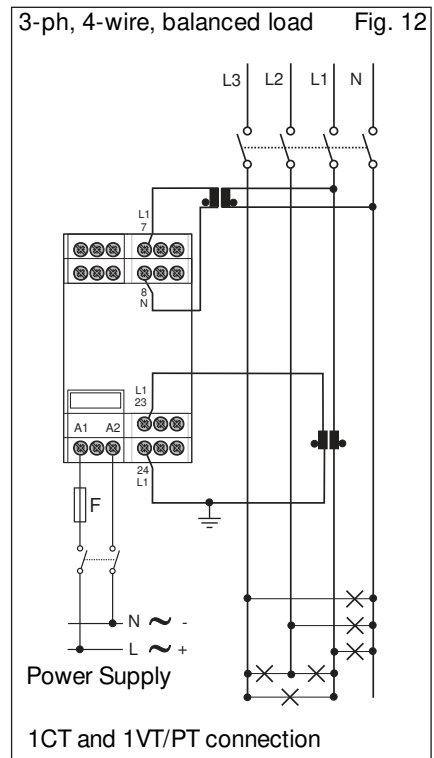 3-ph, 4-wire, balanced load Fig. 12
L3 L2 L1 N
L1
7
8
N
L1
23
A1 A2
24
L1
F
N ~ -
L ~ +
Power Supply
1CT and 1VT/PT connection